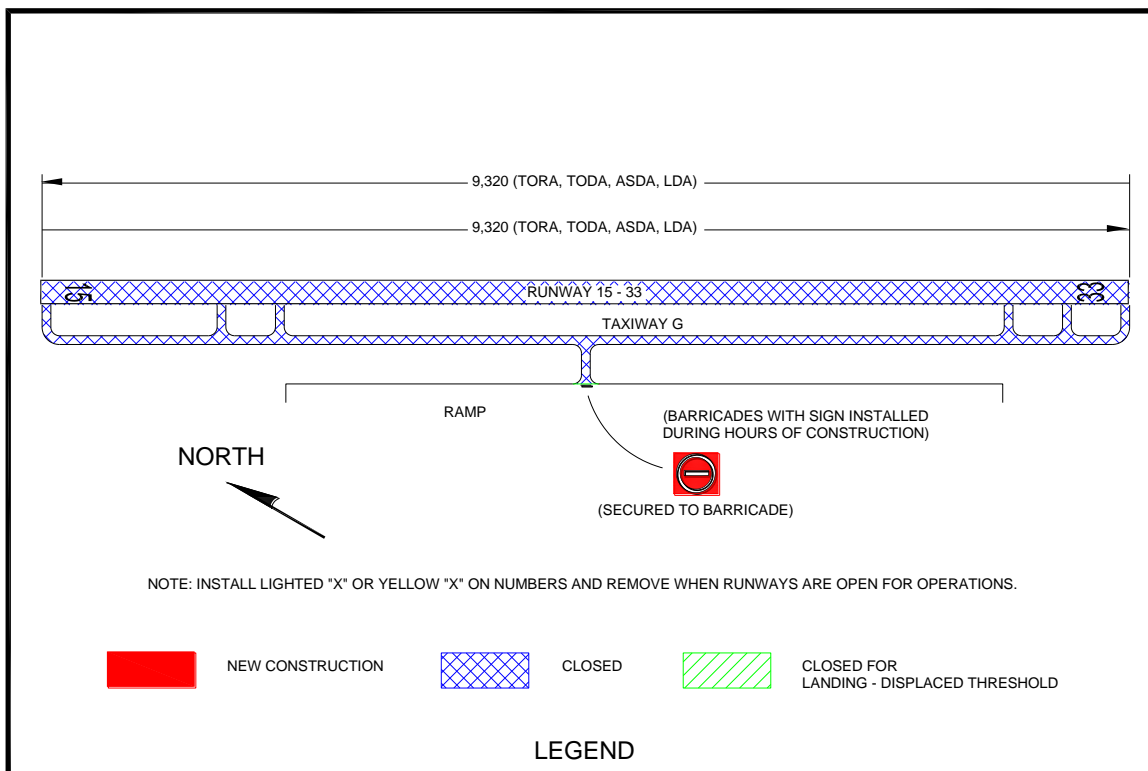 9,320 (TORA, TODA, ASDA, LDA)
9,320 (TORA, TODA, ASDA, LDA)
15
RUNWAY 15 - 33
33
TAXIWAY G
RAMP
(BARRICADES WITH SIGN INSTALLED
DURING HOURS OF CONSTRUCTION)
NORTH
(SECURED TO BARRICADE)
NOTE: INSTALL LIGHTED "X" OR YELLOW "X" ON NUMBERS AND REMOVE WHEN RUNWAYS ARE OPEN FOR OPERATIONS.
NEW CONSTRUCTION
CLOSED
CLOSED FOR
LANDING - DISPLACED THRESHOLD
LEGEND